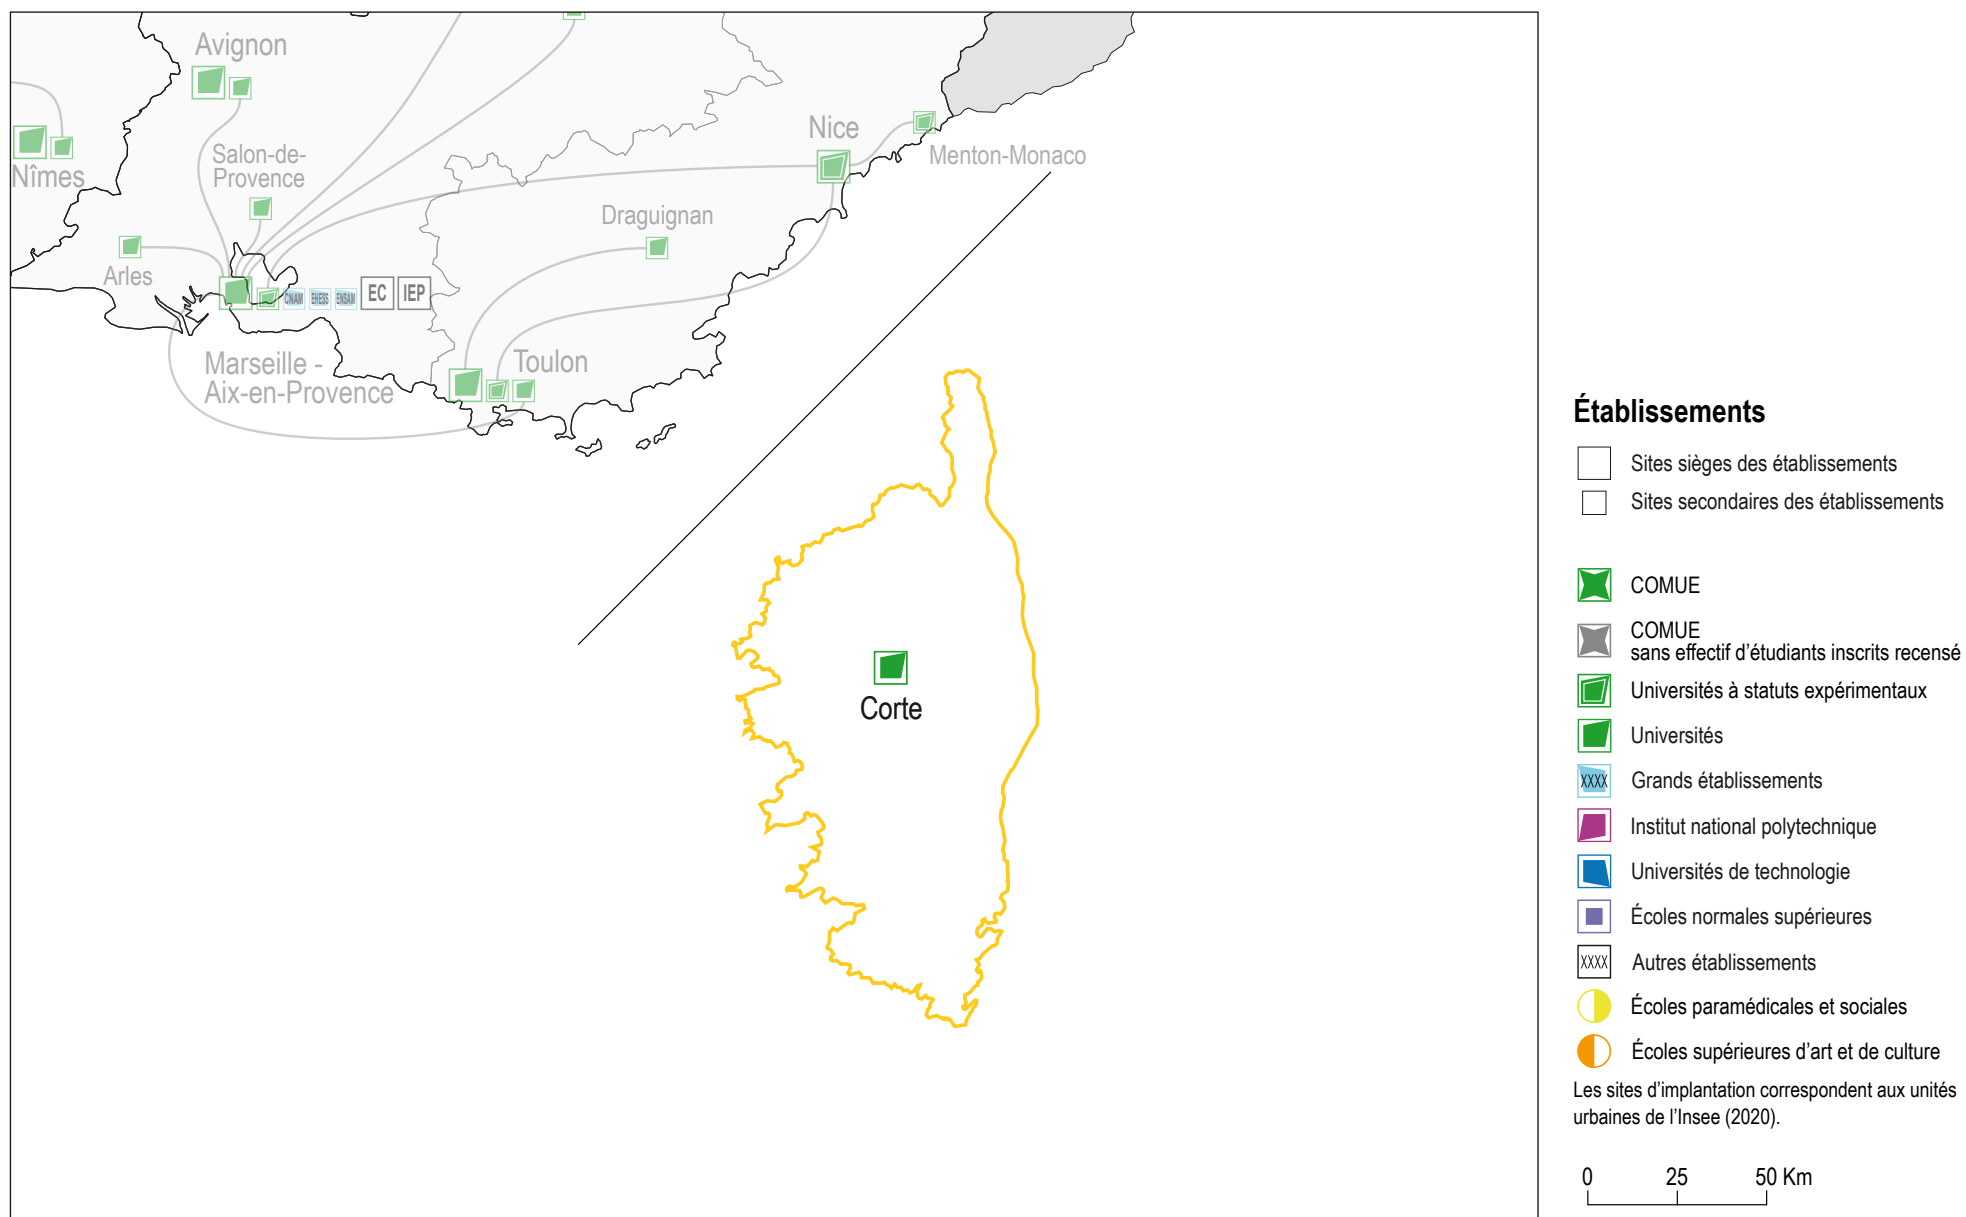 Avignon
Nîmes
Salon-de-
Provence
Arles
Nice
Menton-Monaco
Draguignan
CNAM
EHESS
ENSAM
EC
IEP
Marseille -
Aix-en-Provence
Toulon
Corte
Établissements
Sites sièges des établissements
Sites secondaires des établissements
COMUE
COMUE
sans effectif d’étudiants inscrits recensé
Universités à statuts expérimentaux
Universités
XXXX Grands établissements
Institut national polytechnique
Universités de technologie
Écoles normales supérieures
XXXX Autres établissements
Écoles paramédicales et sociales
Écoles supérieures d’art et de culture
Les sites d’implantation correspondent aux unités
urbaines de l’Insee (2020).
0 25 50 Km